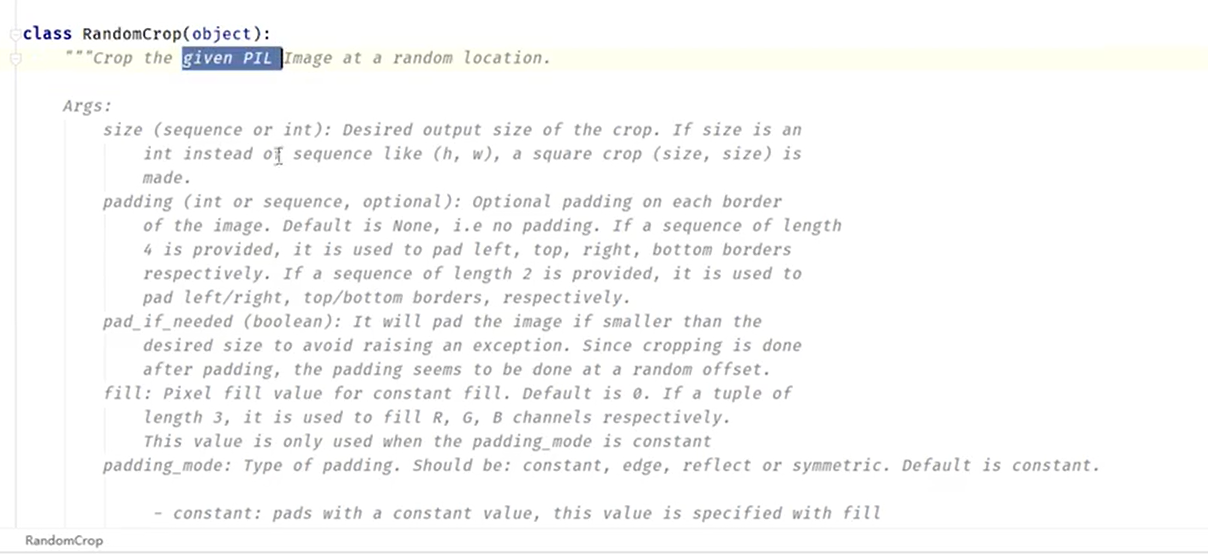 class RandomCrop(object):
"""Crop the given PIL Image at a random location.
Args:
size (sequence or int): Desired output size of the crop. If size is an
int instead of sequence like (h, w), a square crop (size, size) is
made.
padding (int or sequence, optional): Optional padding on each border
of the image. Default is None, i.e no padding. If a sequence of length
4 is provided, it is used to pad left, top, right, bottom borders
respectively. If a sequence of length 2 is provided, it is used to
pad left/right, top/bottom borders, respectively.
pad_if_needed (boolean): It will pad the image if smaller than the
desired size to avoid raising an exception. Since cropping is done
after padding, the padding seems to be done at a random offset.
fill: Pixel fill value for constant fill. Default is 0. If a tuple of
length 3, it is used to fill R, G, B channels respectively.
This value is only used when the padding_mode is constant
padding_mode: Type of padding. Should be: constant, edge, reflect or symmetric. Default is constant.
- constant: pads with a constant value, this value is specified with fill
RandomCrop